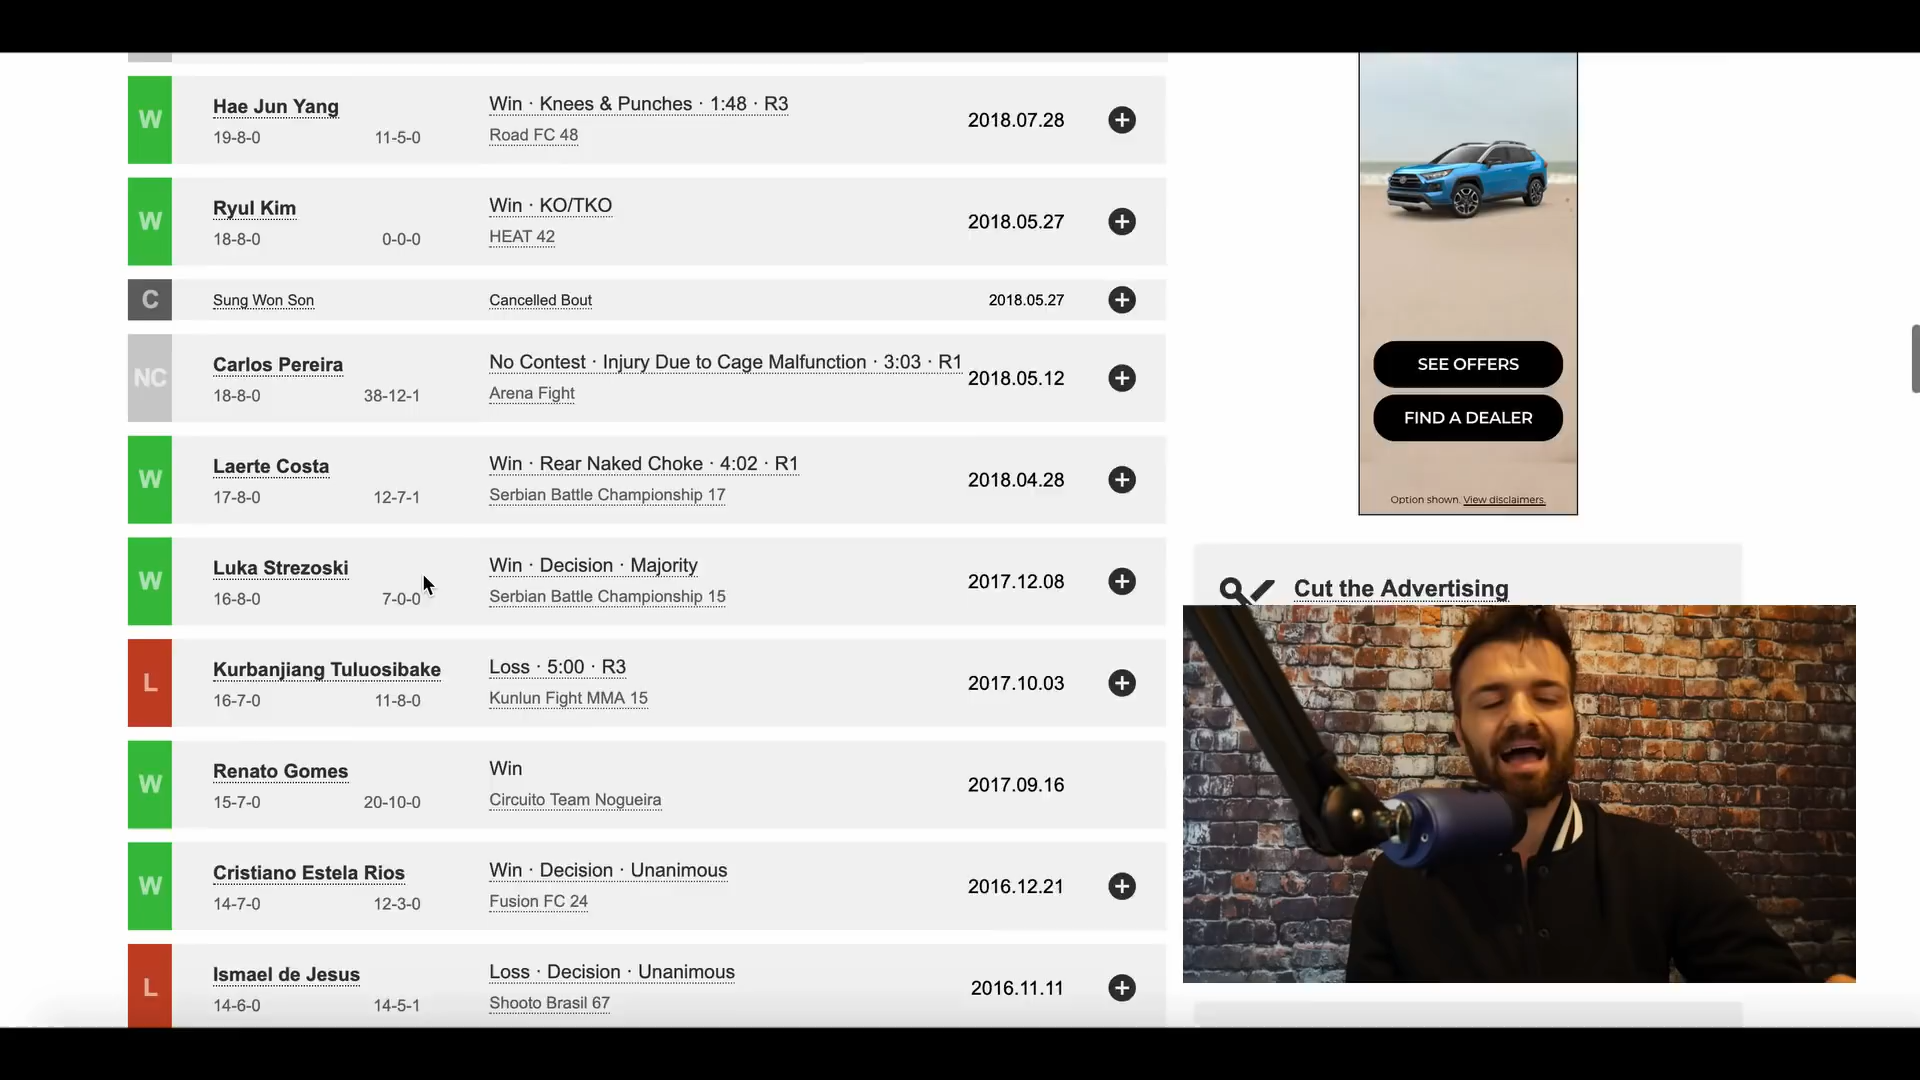 W
Hae Jun Yang
Win · Knees & Punches · 1:48 · R3
2018.07.28
19-8-0
11-5-0
Road FC 48
W
Ryul Kim
Win · KO/TKO
2018.05.27
18-8-0
0-0-0
HEAT 42
C
Sung Won Son
Cancelled Bout
2018.05.27
NC
Carlos Pereira
No Contest · Injury Due to Cage Malfunction · 3:03 · R1
2018.05.12
18-8-0
38-12-1
Arena Fight
W
Laerte Costa
Win · Rear Naked Choke · 4:02 · R1
2018.04.28
17-8-0
12-7-1
Serbian Battle Championship 17
W
Luka Strezoski
Win · Decision · Majority
2017.12.08
16-8-0
7-0-0
Serbian Battle Championship 15
L
Kurbanjiang Tuluosibake
Loss · 5:00 · R3
2017.10.03
16-7-0
11-8-0
Kunlun Fight MMA 15
W
Renato Gomes
Win
2017.09.16
15-7-0
20-10-0
Circuito Team Nogueira
W
Cristiano Estela Rios
Win · Decision · Unanimous
2016.12.21
14-7-0
12-3-0
Fusion FC 24
L
Ismael de Jesus
Loss · Decision · Unanimous
2016.11.11
14-6-0
14-5-1
Shooto Brasil 67
SEE OFFERS
FIND A DEALER
Option shown. View disclaimers.
Cut the Advertising